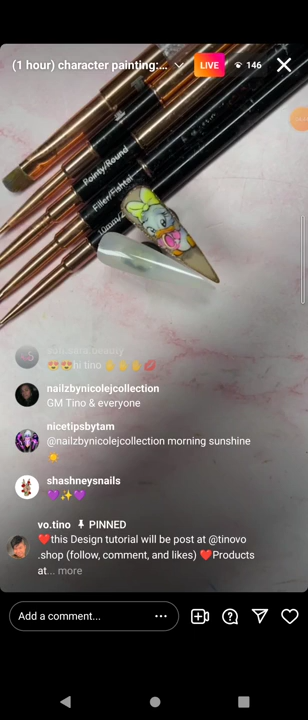 (1 hour) character painting:...
LIVE
146
Pointy/Round
Filler/Fishtail
10mm/
+5
hi tino
nailzbynicolejcollection
GM Tino & everyone
nicetipsbytam
@nailzbynicolejcollection morning sunshine
shashneysnails
vo.tino PINNED
❤️this Design tutorial will be post at @tinovo
.shop (follow, comment, and likes) ❤️Products
at... more
Add a comment...